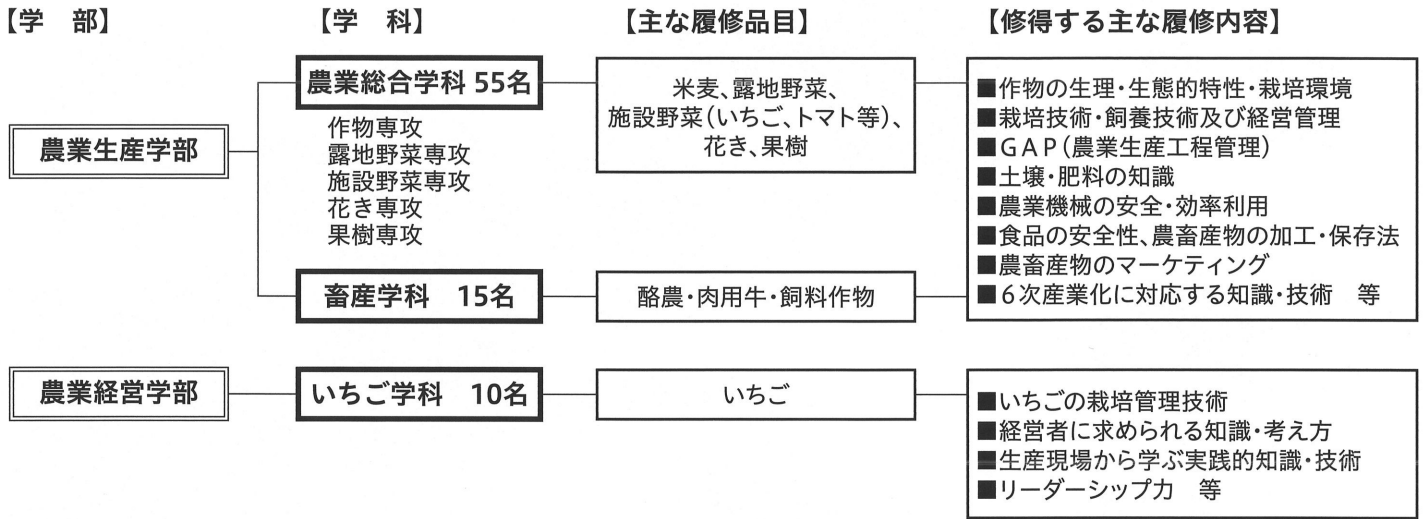 【学　部】
【学　科】
【主な履修品目】
【修得する主な履修内容】
農業生産学部
農業総合学科 55名
作物専攻
露地野菜専攻
施設野菜専攻
花き専攻
果樹専攻
米麦、露地野菜、
施設野菜（いちご、トマト等）、
花き、果樹
畜産学科　15名
酪農・肉用牛・飼料作物
■作物の生理・生態的特性・栽培環境
■栽培技術・飼養技術及び経営管理
■ＧＡＰ（農業生産工程管理）
■土壌・肥料の知識
■農業機械の安全・効率利用
■食品の安全性、農畜産物の加工・保存法
■農畜産物のマーケティング
■６次産業化に対応する知識・技術　等
農業経営学部
いちご学科　10名
いちご
■いちごの栽培管理技術
■経営者に求められる知識・考え方
■生産現場から学ぶ実践的知識・技術
■リーダーシップ力　等